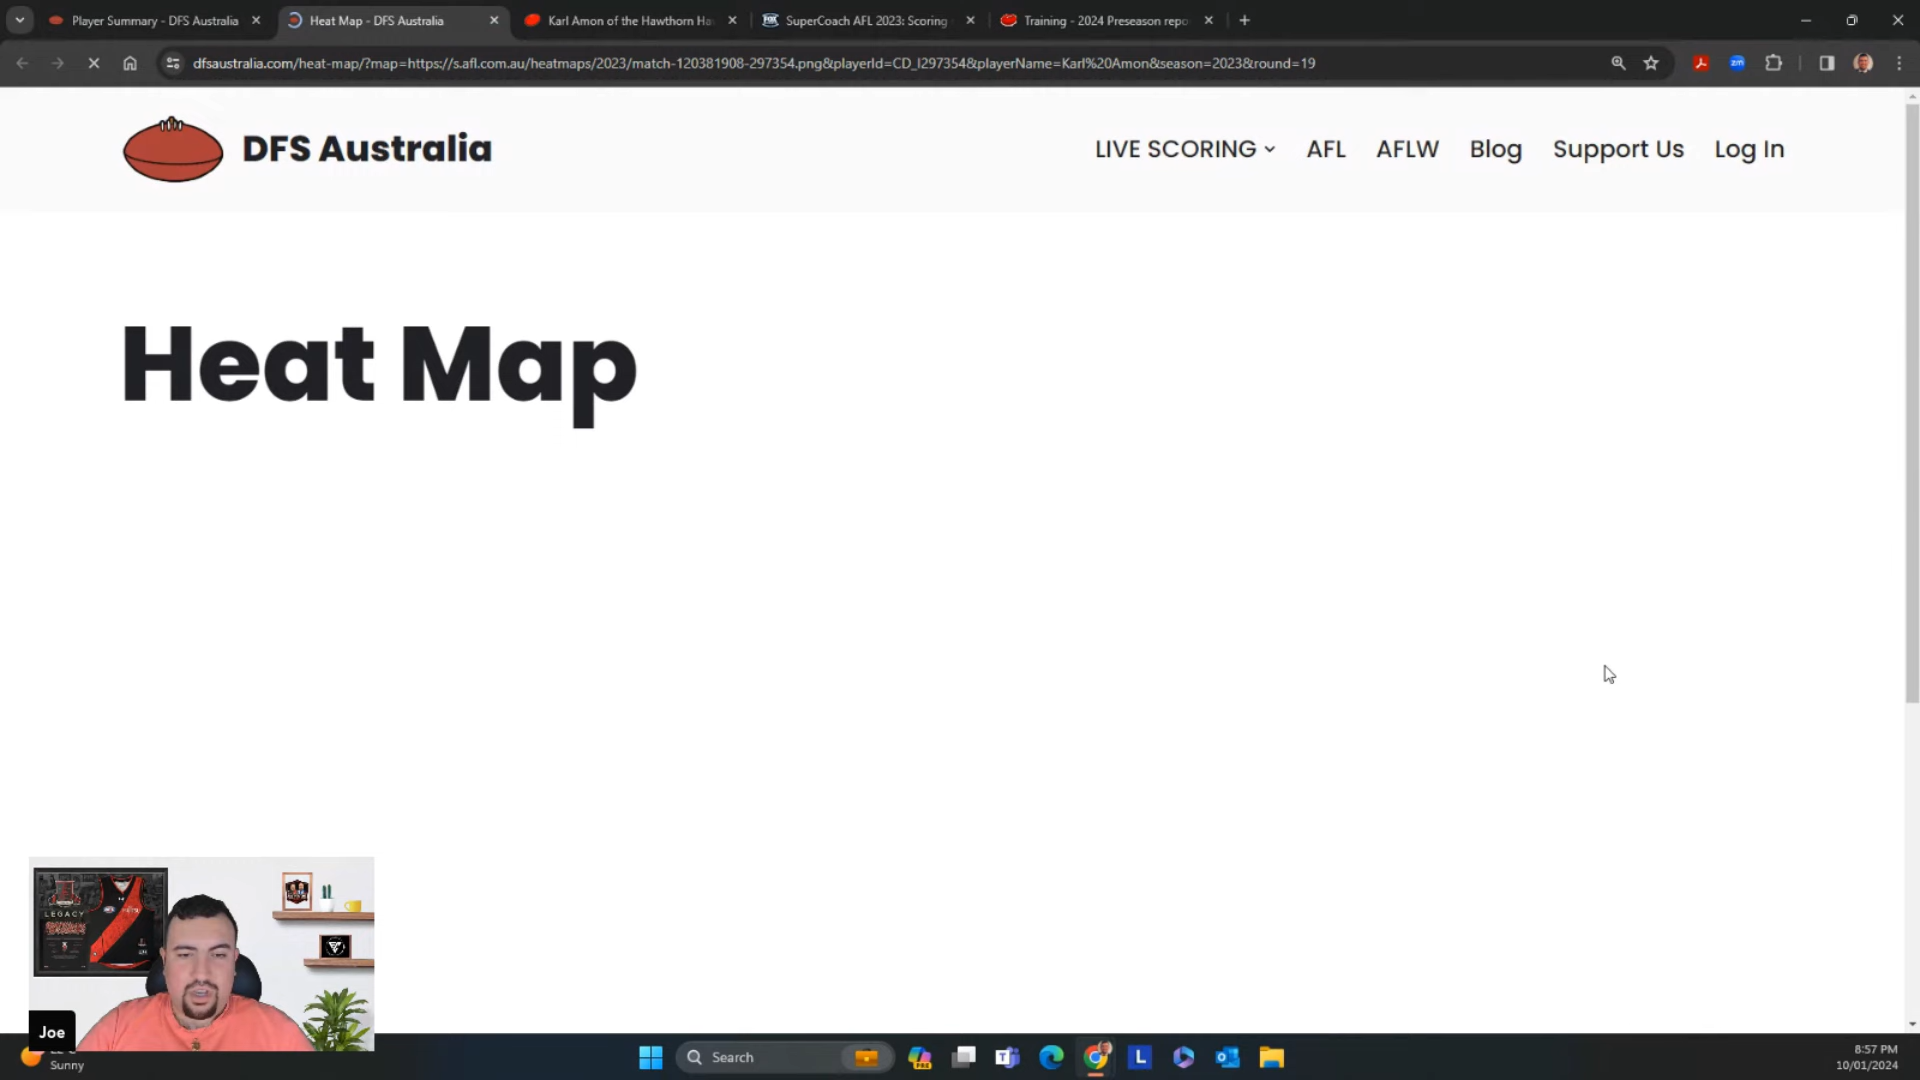 Player Summary - DFS Australia
Heat Map - DFS Australia
Karl Amon of the Hawthorn Ha
SuperCoach AFL 2023: Scoring
Training - 2024 Preseason repo
dfsaustralia.com/heat-map/?map=https://s.afl.com.au/heatmaps/2023/match-120381908-297354.png&playerId=CD_I297354&playerName=Karl%20Amon&season=2023&round=19
zm
DFS Australia
LIVE SCORING
AFL
AFLW
Blog
Support Us
Log In
Heat Map
LEGACY
Joe
Sunny
Search
PRE
L
8:57 PM
10/01/2024